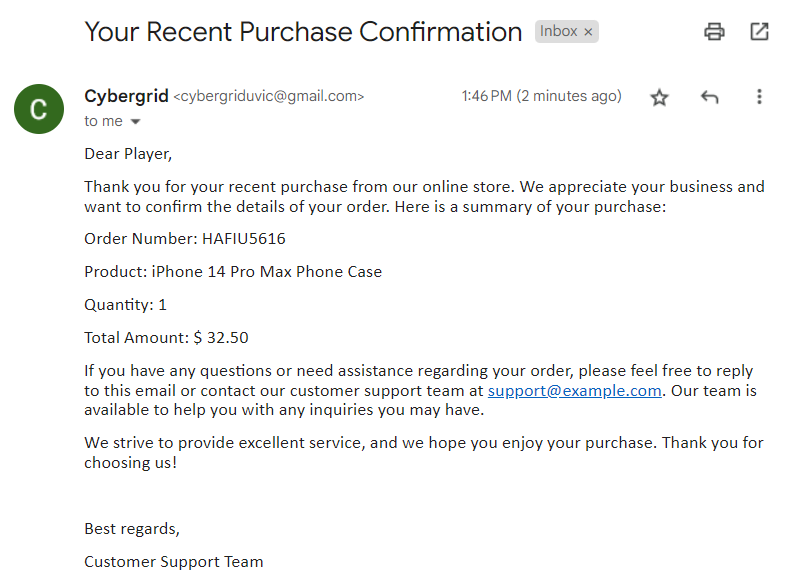 Your Recent Purchase Confirmation Inbox ×
C
Cybergrid <cybergriduvic@gmail.com> 1:46 PM (2 minutes ago)
to me
Dear Player,
Thank you for your recent purchase from our online store. We appreciate your business and
want to confirm the details of your order. Here is a summary of your purchase:
Order Number: HAFIU5616
Product: iPhone 14 Pro Max Phone Case
Quantity: 1
Total Amount: $ 32.50
If you have any questions or need assistance regarding your order, please feel free to reply
to this email or contact our customer support team at support@example.com. Our team is
available to help you with any inquiries you may have.
We strive to provide excellent service, and we hope you enjoy your purchase. Thank you for
choosing us!
Best regards,
Customer Support Team